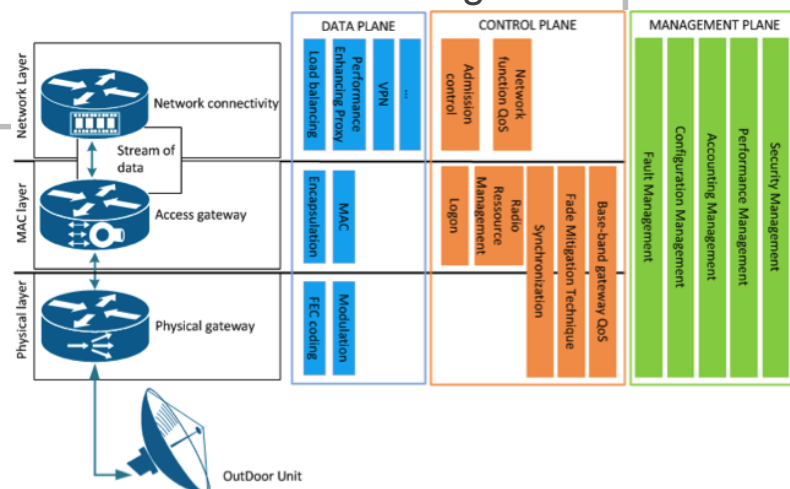 DATA PLANE
CONTROL PLANE
MANAGEMENT PLANE
Network Layer
Network connectivity
Stream of
data
MAC layer
Access gateway
Physical layer
Physical gateway
OutDoor Unit
Load balancing
Performance
Enhancing Proxy
VPN
...
Encapsulation
MAC
FEC coding
Modulation
Admission
control
Network
function QoS
Logon
Radio
Ressource
Management
Synchronization
Fade Mitigation Technique
Base-band gateway QoS
Fault Management
Configuration Management
Accounting Management
Performance Management
Security Management